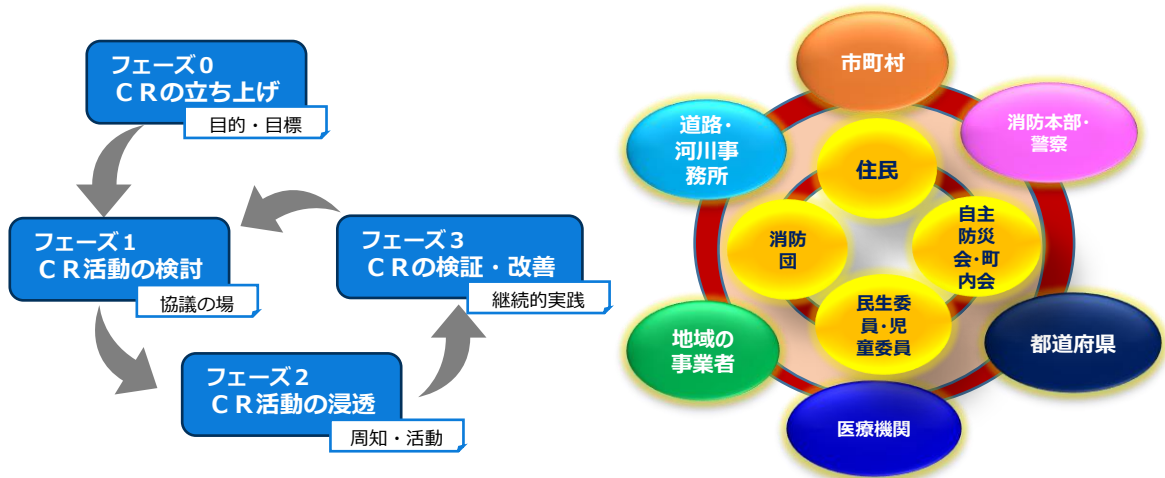 フェーズ０
ＣＲの立ち上げ
目的・目標
フェーズ１
ＣＲ活動の検討
協議の場
フェーズ３
ＣＲの検証・改善
継続的実践
フェーズ２
ＣＲ活動の浸透
周知・活動
市町村
道路・
河川事
務所
消防本部・
警察
住民
消防
団
自主
防災
会・町
内会
民生委
員・児
童委員
地域の
事業者
都道府県
医療機関